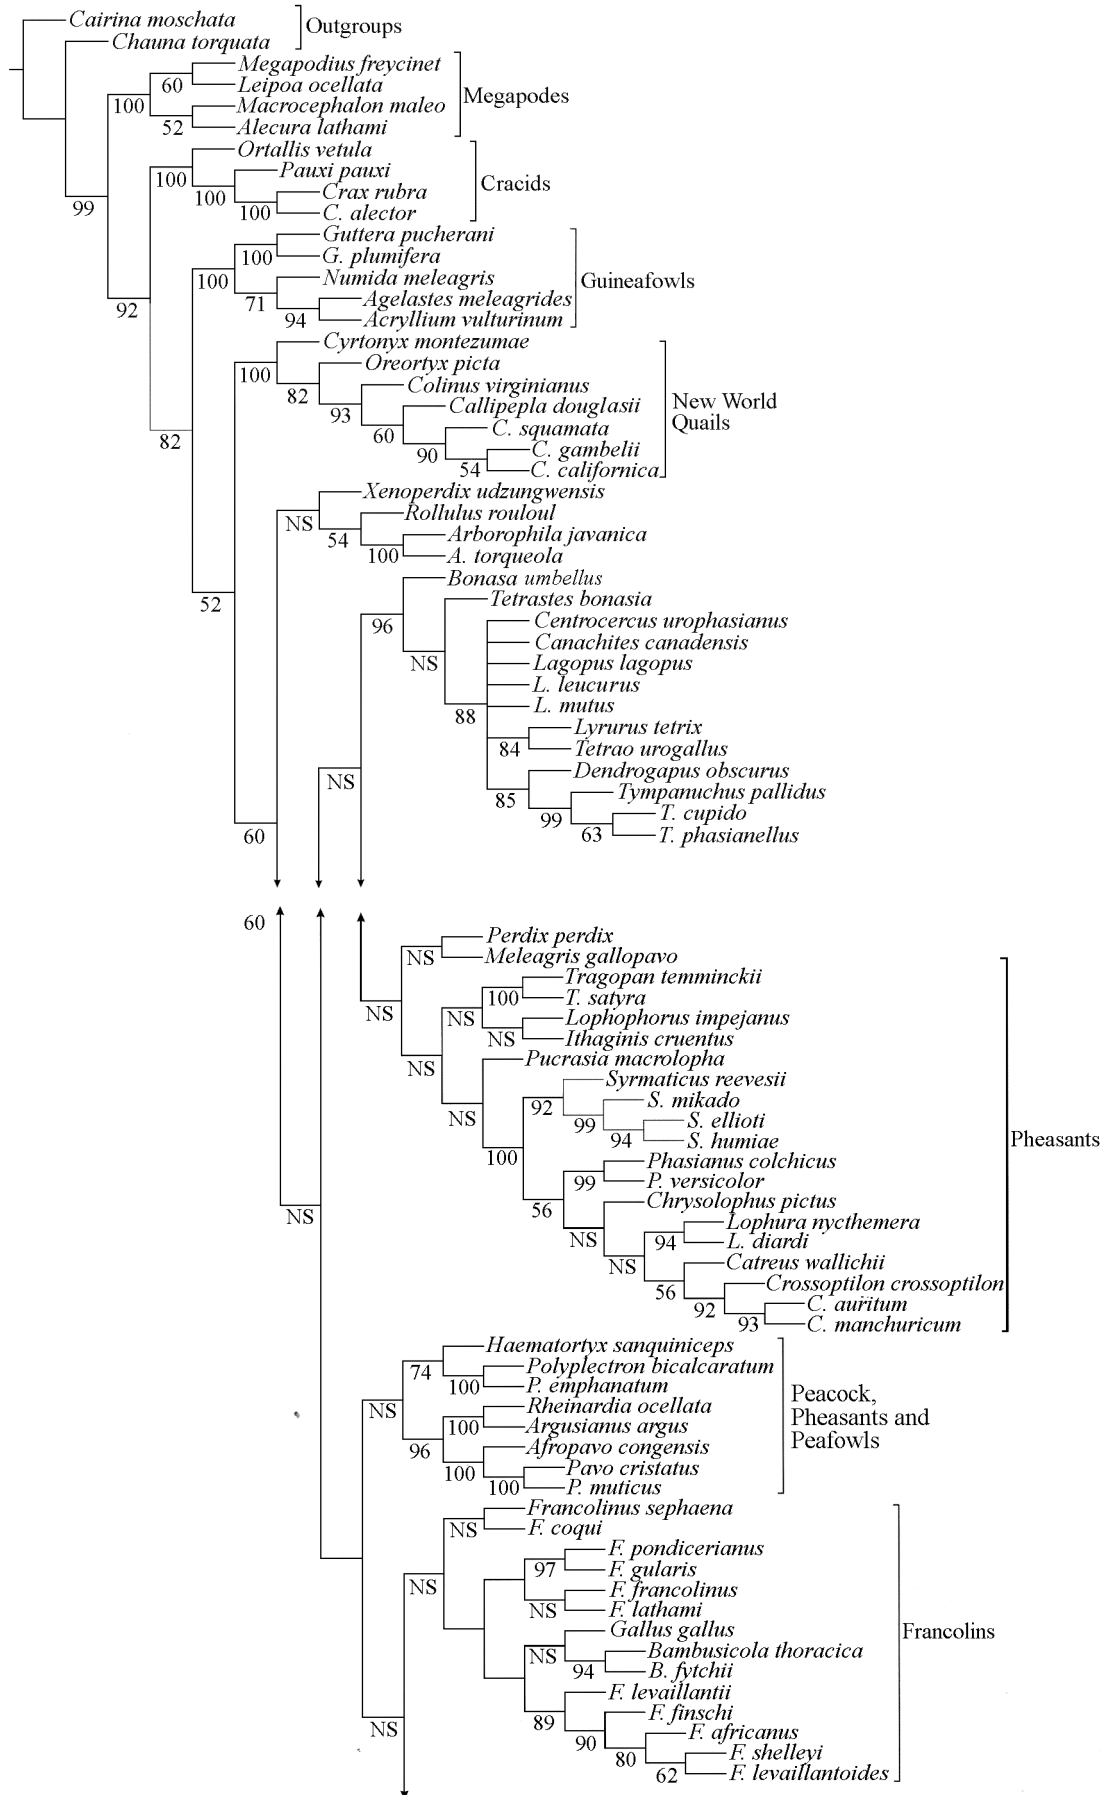 Cairina moschata
Outgroups
Chauna torquata
Megapodius freycinet
60
Leipoa ocellata
Megapodes
100
Macrocephalon maleo
52
Alecura lathami
Ortallis vetula
100
Pauxi pauxi
Cracids
100
Crax rubra
99
100
C. alector
Guttera pucherani
100
G. plumifera
100
Numida meleagris
Guineafowls
71
Agelastes meleagrides
92
94
Acryllium vulturinum
Cyrtonyx montezumae
100
Oreortyx picta
82
Colinus virginianus
93
Callipepla douglasii
New World
Quails
60
C. squamata
82
90
C. gambelii
54
C. californica
Xenoperdix udzungwensis
NS
Rollulus rouloul
54
Arborophila javanica
100
A. torqueola
Bonasa umbellus
52
Tetrastes bonasia
96
Centrocercus urophasianus
Canachites canadensis
NS
Lagopus lagopus
L. leucurus
88
L. mutus
Lyrurus tetrix
84
Tetrao urogallus
NS
Dendrogapus obscurus
85
Tympanuchus pallidus
99
T. cupido
60
63
T. phasianellus
60
Perdix perdix
NS
Meleagris gallopavo
Tragopan temminckii
100
T. satyra
NS
NS
Lophophorus impejanus
NS
Ithaginis cruentus
NS
Pucrasia macrolopha
Syrmaticus reevesii
NS
92
S. mikado
99
S. ellioti
94
S. humiae
Pheasants
100
Phasianus colchicus
99
P. versicolor
56
Chrysolophus pictus
NS
NS
Lophura nycthemera
94
L. diardi
NS
Catreus wallichii
56
Crossoptilon crossoptilon
92
C. auritum
93
C. manchuricum
Haematortyx sanquiniceps
74
Polyplectron bicalcaratum
100
P. emphanatum
Peacock,
Pheasants and
Peafowls
NS
Rheinardia ocellata
100
Argusianus argus
96
Afropavo congensis
100
Pavo cristatus
100
P. muticus
Francolinus sephaena
NS
F. coqui
F. pondicerianus
97
F. gularis
NS
F. francolinus
NS
F. lathami
Gallus gallus
Francolins
NS
Bambusicola thoracica
94
B. fytchii
F. levaillantii
89
F. finschi
NS
90
F. africanus
80
F. shelleyi
62
F. levaillantoides